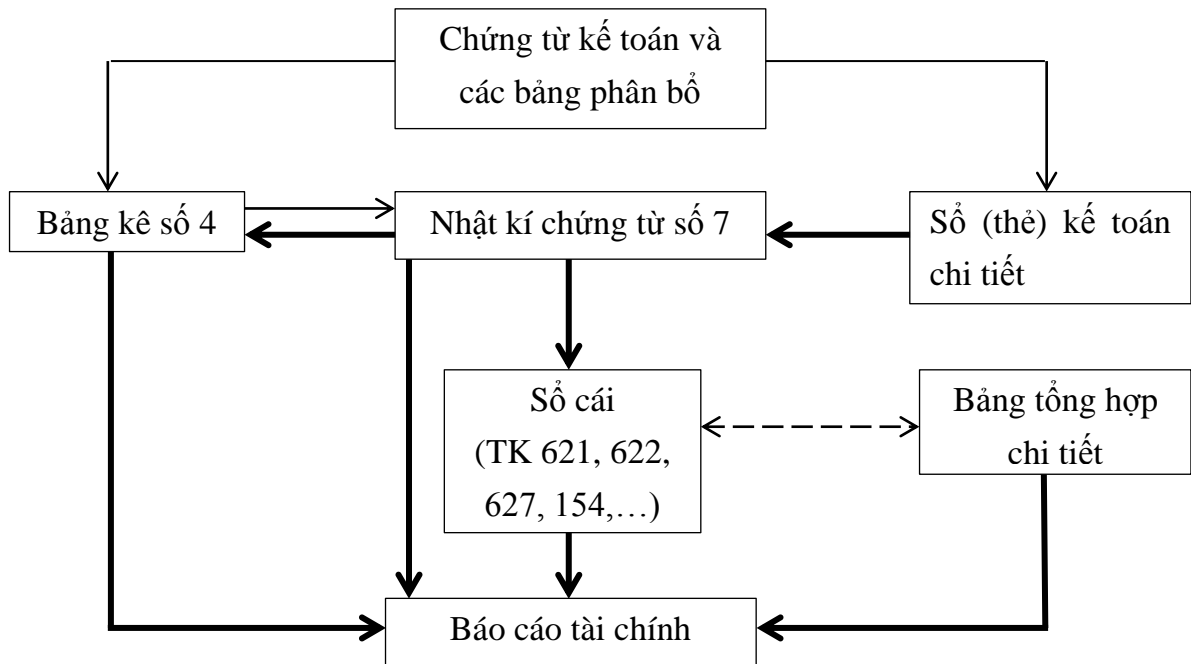 Chứng từ kế toán và
các bảng phân bổ
Bảng kê số 4
Nhật kí chứng từ số 7
Sổ (thẻ) kế toán
chi tiết
Sổ cái
(TK 621, 622,
627, 154,…)
Bảng tổng hợp
chi tiết
Báo cáo tài chính